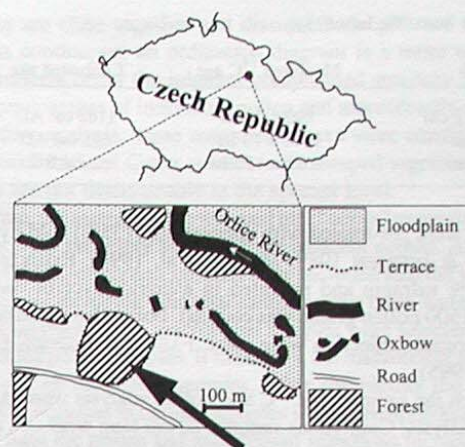 Czech Republic
Orlice River
100 m
Floodplain
Terrace
River
Oxbow
Road
Forest